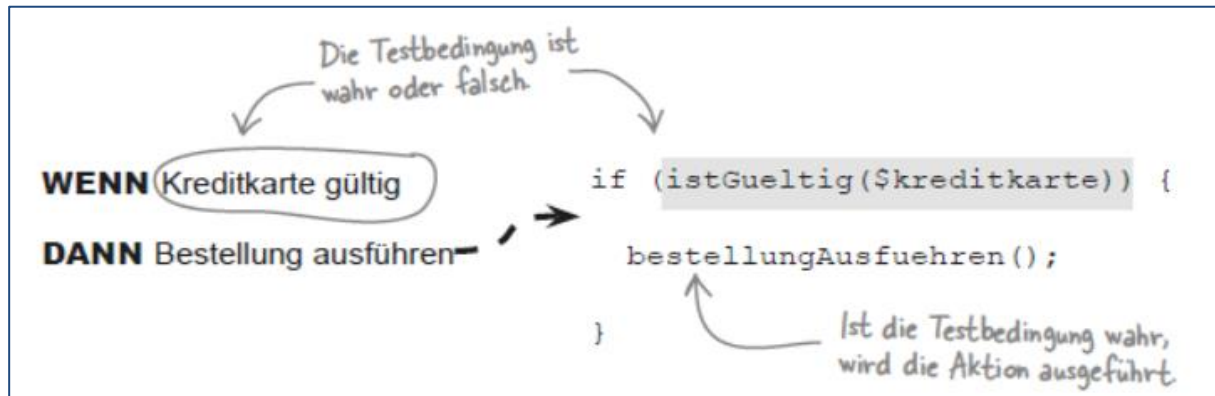 Die Testbedingung ist
wahr oder falsch.
WENN Kreditkarte gültig
DANN Bestellung ausführen
if (istGueltig($kreditkarte)) {
bestellungAusfuehren();
}
Ist die Testbedingung wahr,
wird die Aktion ausgeführt.